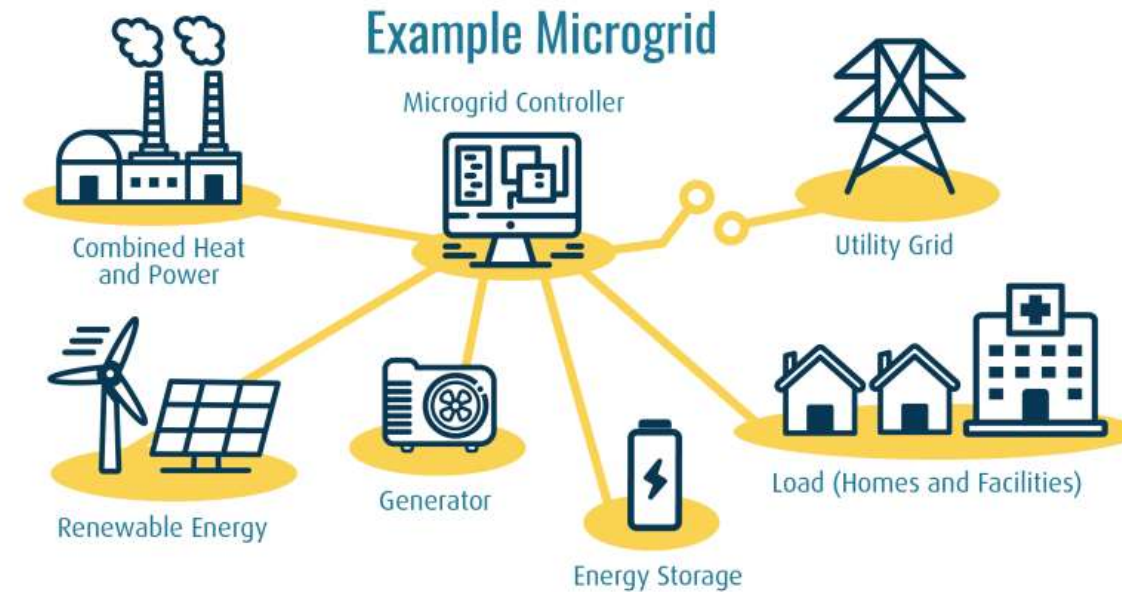 Example Microgrid
Microgrid Controller
Combined Heat
and Power
Utility Grid
Renewable Energy
Generator
Energy Storage
Load (Homes and Facilities)